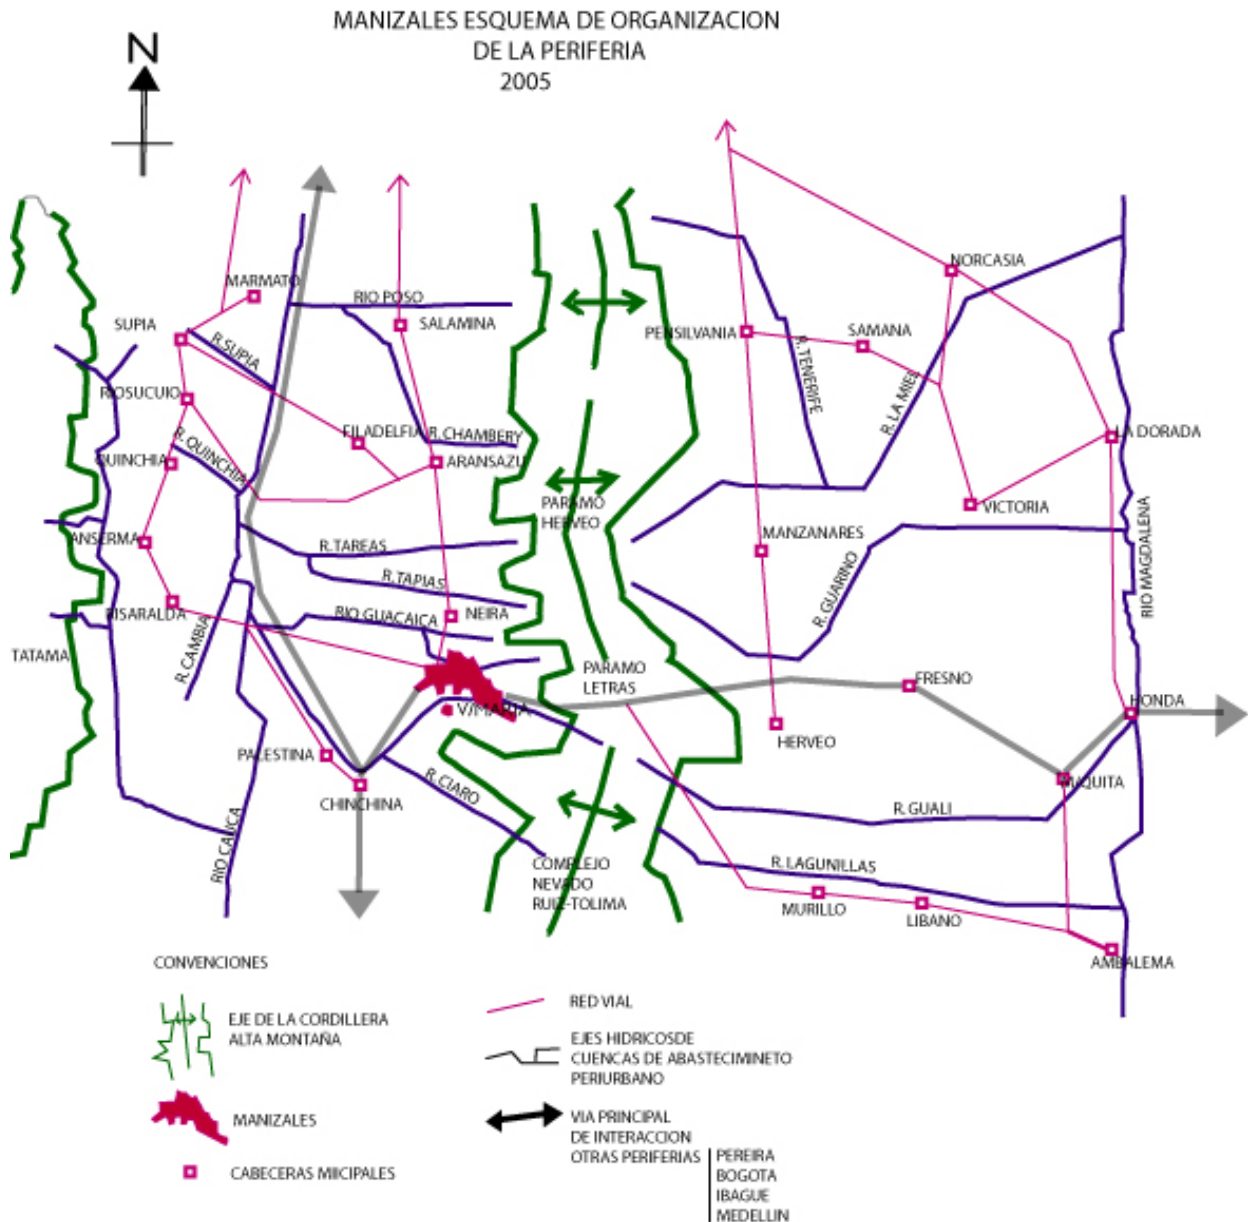 MANIZALES ESQUEMA DE ORGANIZACION
DE LA PERIFERIA
2005
N
MARMATO
RIO POSO
SUPIA
R. SUPIA
SALAMINA
NORCASIA
PENSILVANIA
SAMANA
R. TENERIFE
R. LA MIEL
RIOSUCUIO
FILADELFIA
R. CHAMBERY
LA DORADA
QUINCHIA
R. QUINCHIA
ARANSAZU
PARAMO
HERVEO
VICTORIA
ANSERMA
R. TAREAS
MANZANARES
R. TAPIAS
R. GUARINO
RIO MAGDALENA
RISARALDA
RIO GUACAICA
NEIRA
R. CAMBIA
TATAMA
PARAMO
LETRAS
FRESNO
V/MARIA
HONDA
HERVEO
PALESTINA
R. CLARO
CHINCHINA
RIO CAUCA
R. GUALI
COMPLEJO
NEVADO
RUIZ-TOLIMA
R. LAGUNILLAS
MURILLO
LIBANO
AMBALEMA
CONVENCIONES
EJE DE LA CORDILLERA
ALTA MONTAÑA
MANIZALES
CABECERAS MIICIPALES
RED VIAL
EJES HIDRICOSDE
CUENCAS DE ABASTECIMINETO
PERIURBANO
VIA PRINCIPAL
DE INTERACCION
OTRAS PERIFERIAS
PEREIRA
BOGOTA
IBAGUE
MEDELLIN